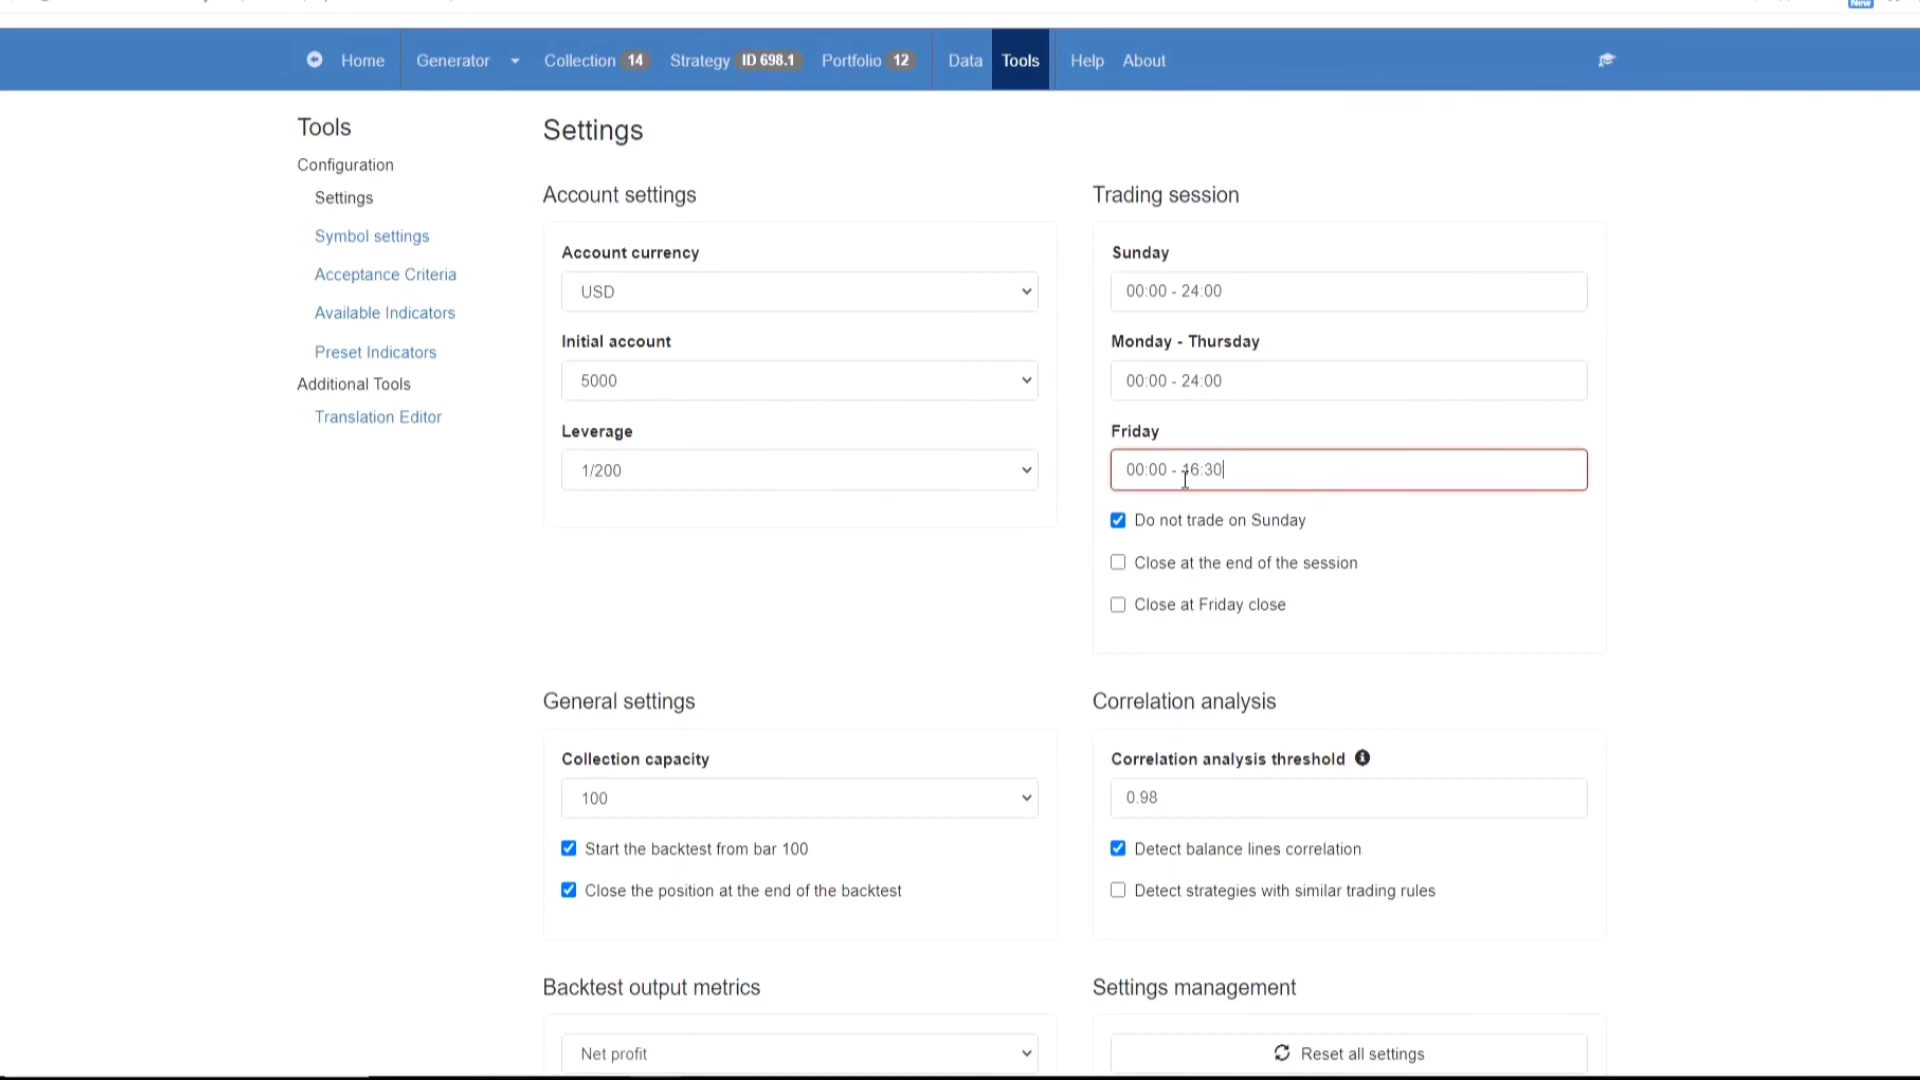 New
Home
Generator
Collection 14
Strategy ID 698.1
Portfolio 12
Data
Tools
Help
About
Tools
Configuration
Settings
Symbol settings
Acceptance Criteria
Available Indicators
Preset Indicators
Additional Tools
Translation Editor
Settings
Account settings
Account currency
USD
Initial account
5000
Leverage
1/200
Trading session
Sunday
00:00 - 24:00
Monday - Thursday
00:00 - 24:00
Friday
00:00 - 16:30
Do not trade on Sunday
Close at the end of the session
Close at Friday close
General settings
Collection capacity
100
Start the backtest from bar 100
Close the position at the end of the backtest
Correlation analysis
Correlation analysis threshold
0.98
Detect balance lines correlation
Detect strategies with similar trading rules
Backtest output metrics
Net profit
Settings management
Reset all settings